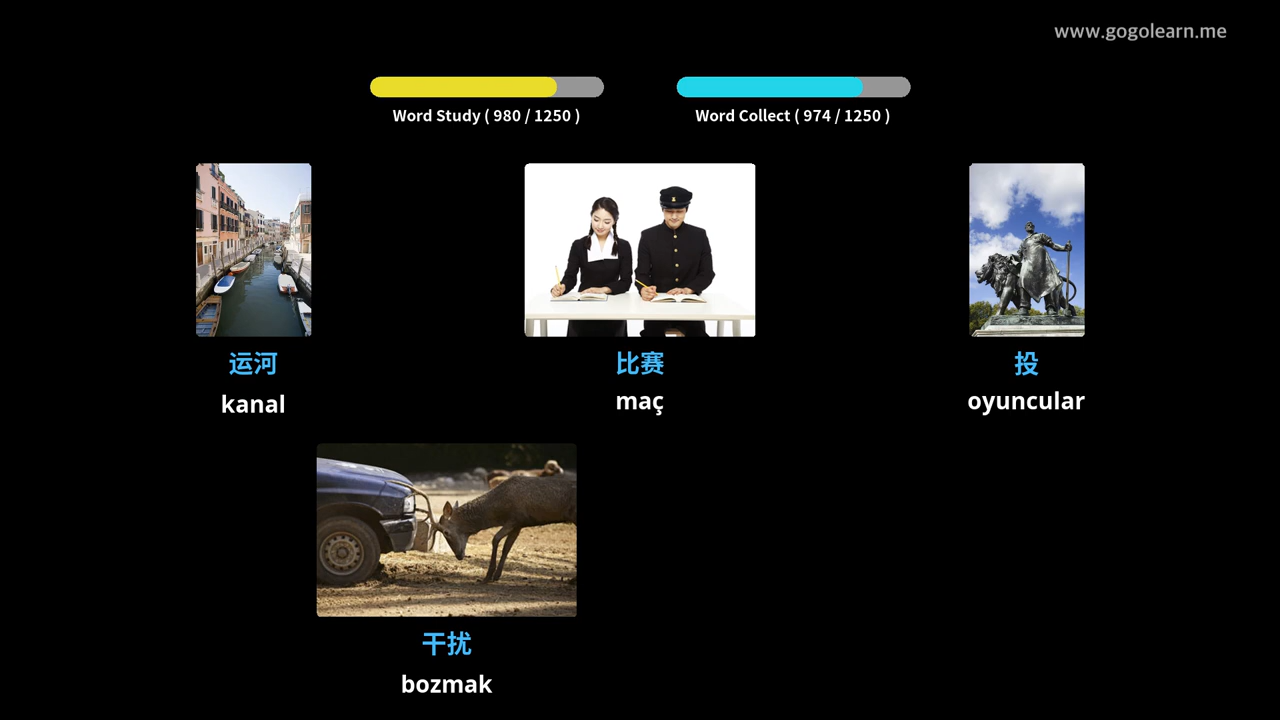 www.gogolearn.me
Word Study ( 980 / 1250 )
Word Collect ( 974 / 1250 )
运河
kanal
比赛
maç
投
oyuncular
干扰
bozmak